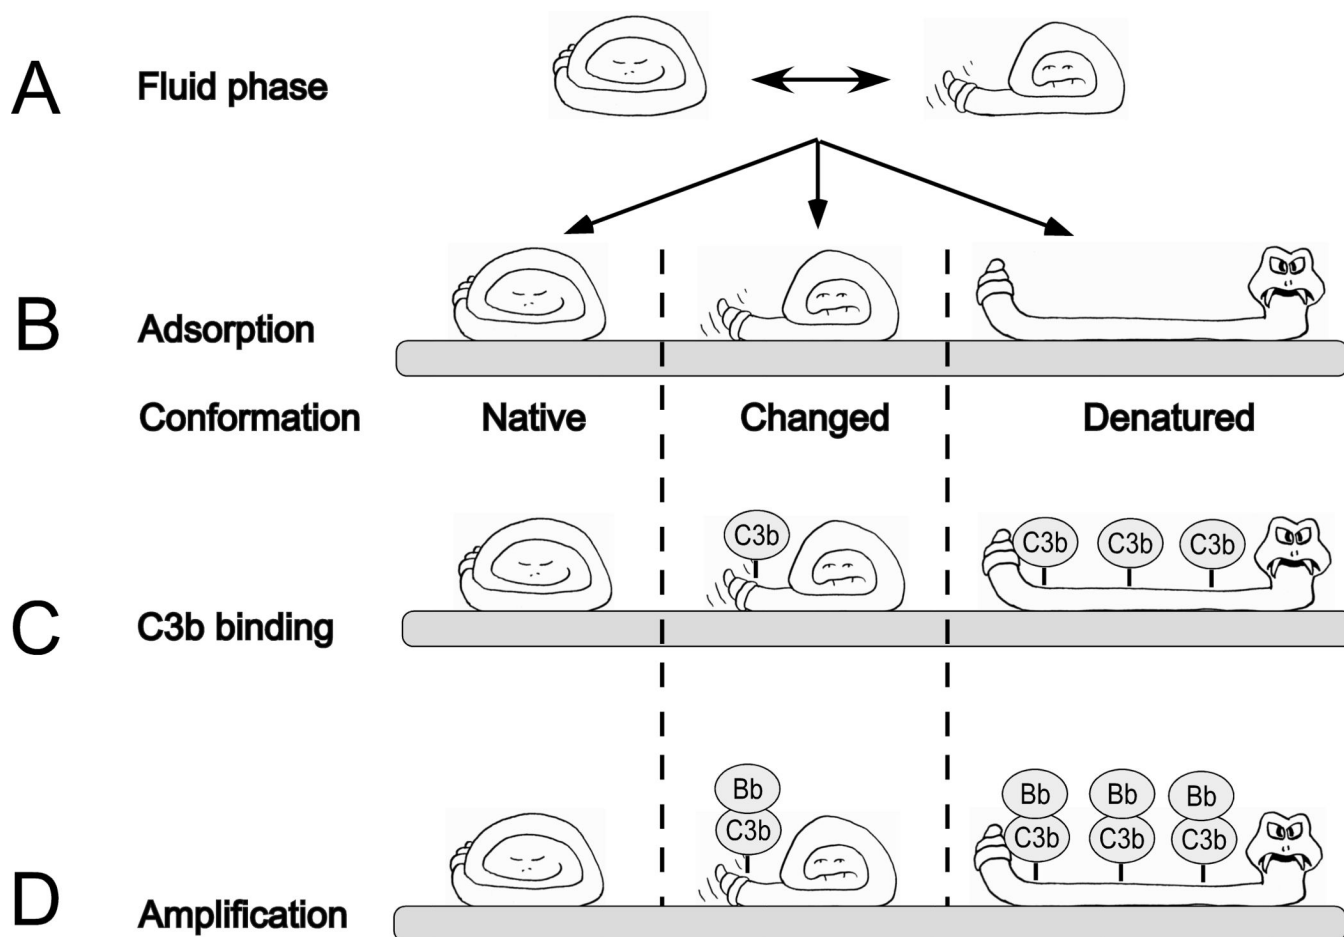 A Fluid phase
B Adsorption
Conformation Native Changed Denatured
C3b C3b C3b C3b
C C3b binding
Bb Bb Bb Bb
C3b C3b C3b C3b
D Amplification